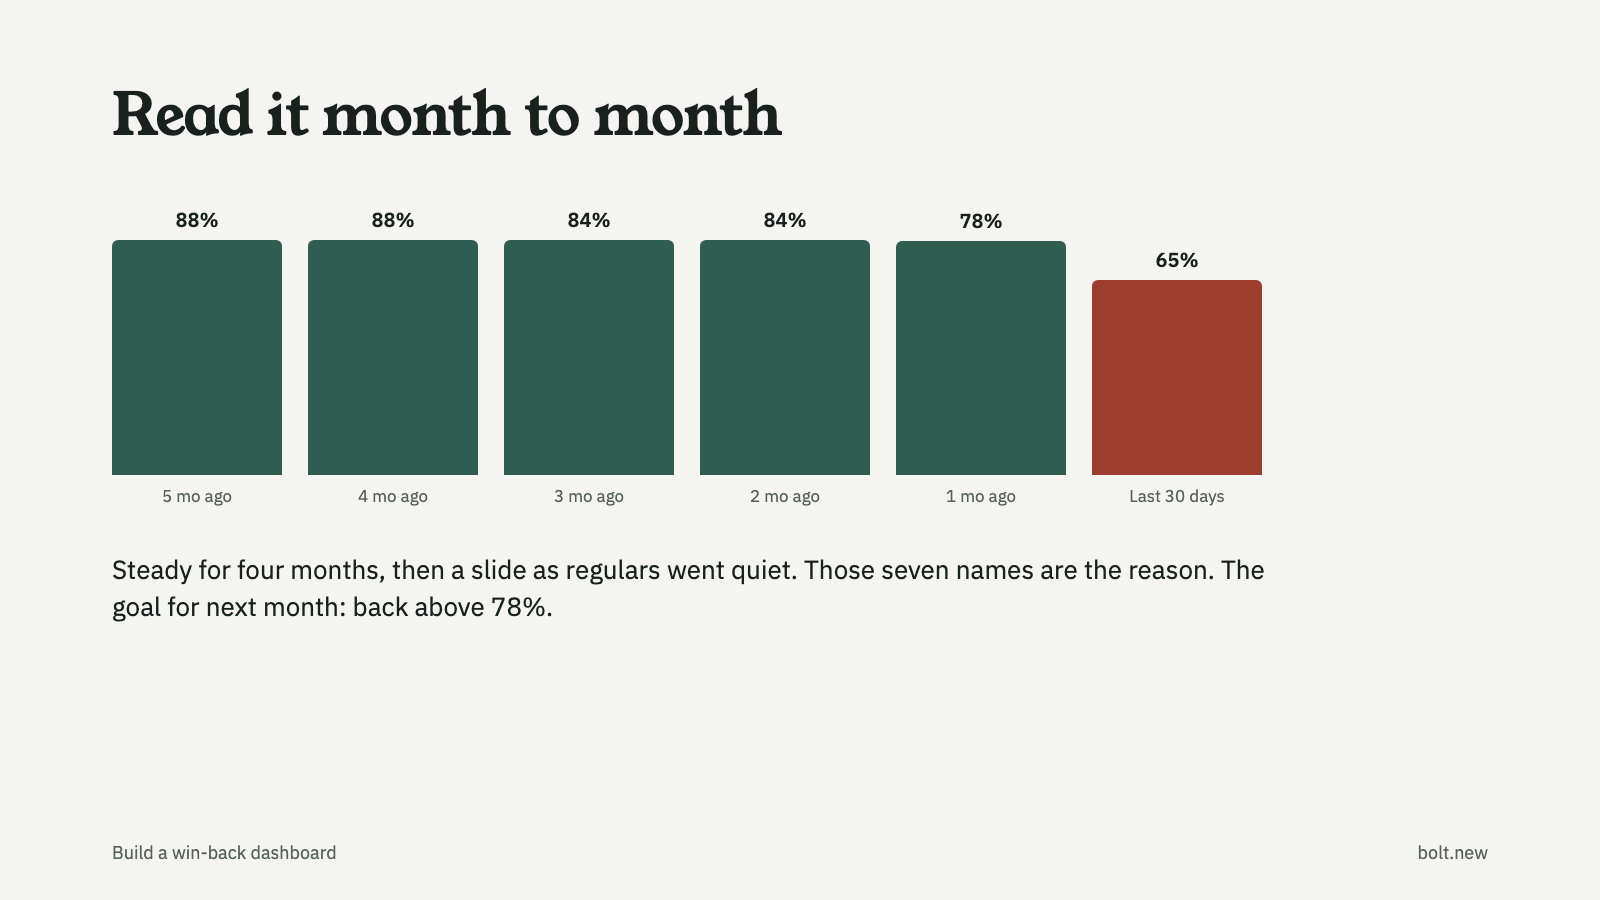 Read it month to month
88% 88% 84% 84% 78% 65%
5 mo ago 4 mo ago 3 mo ago 2 mo ago 1 mo ago Last 30 days
Steady for four months, then a slide as regulars went quiet. Those seven names are the reason. The
goal for next month: back above 78%.
Build a win-back dashboard bolt.new